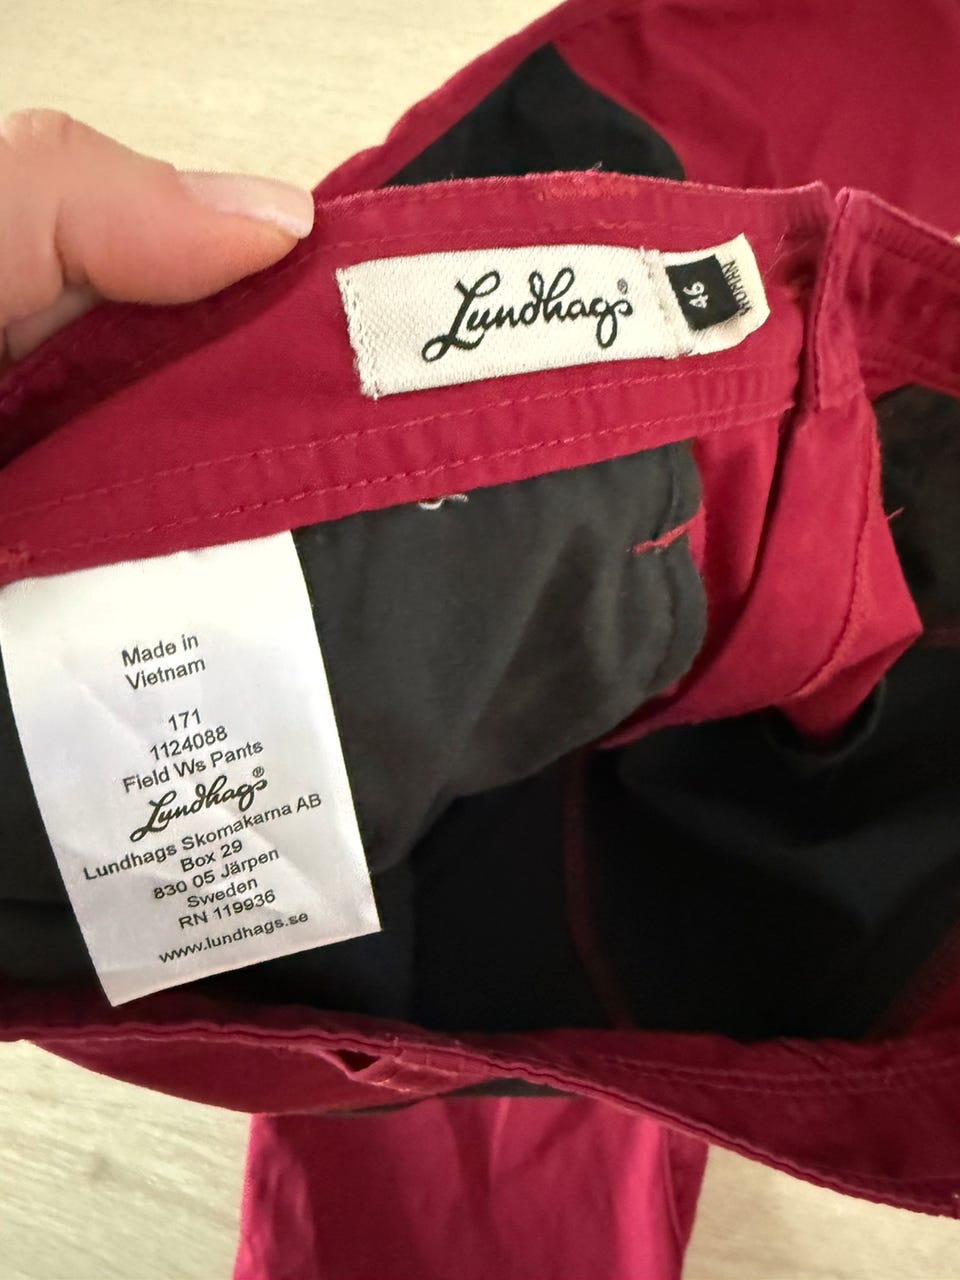 Lundhags®
46
WOMAN
Made in
Vietnam
171
1124088
Field Ws Pants
Lundhags®
Lundhags Skomakarna AB
Box 29
830 05 Järpen
Sweden
RN 119936
www.lundhags.se